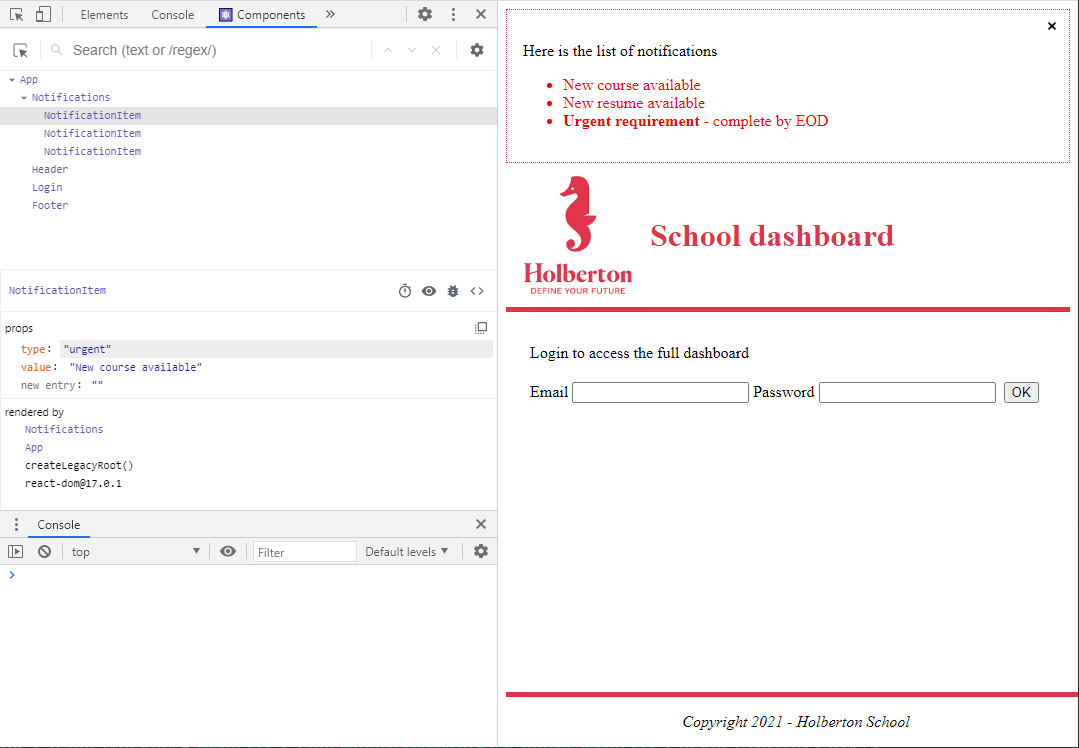 Elements Console Components »
Search (text or /regex/)
App
Notifications
NotificationItem
NotificationItem
NotificationItem
Header
Login
Footer
NotificationItem
props
type: "urgent"
value: "New course available"
new entry: ""
rendered by
Notifications
App
createLegacyRoot()
react-dom@17.0.1
Console
top Filter Default levels
Here is the list of notifications
New course available
New resume available
Urgent requirement - complete by EOD
School dashboard
Holberton
DEFINE YOUR FUTURE
Login to access the full dashboard
Email Password OK
Copyright 2021 - Holberton School